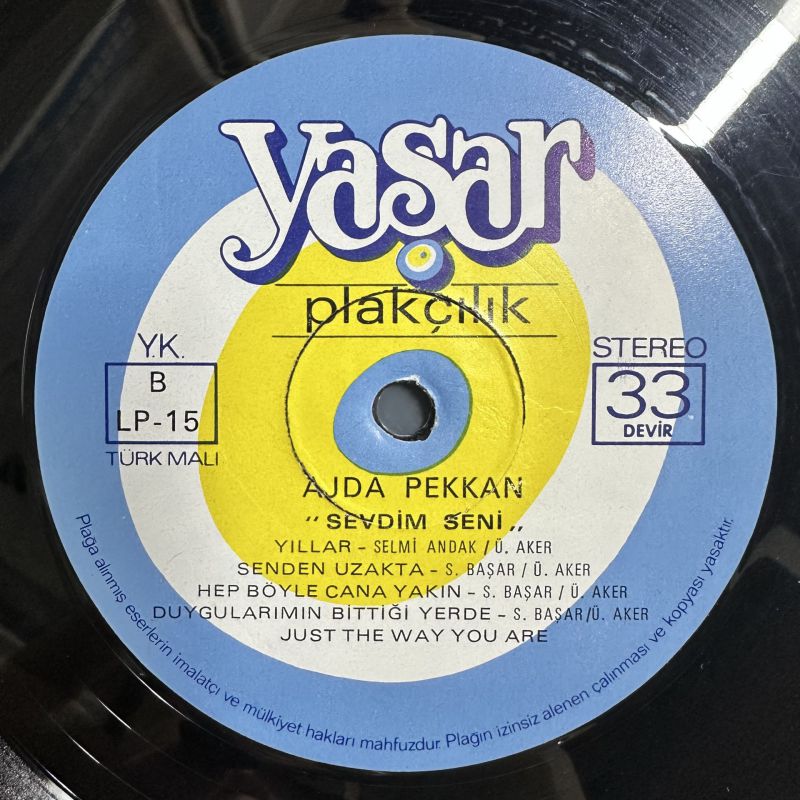 yaşar
plakçılık
Y.K.
B
LP-15
TÜRK MALI
STEREO
33
DEVİR
AJDA PEKKAN
"SEVDİM SENİ„
YILLAR - SELMİ ANDAK / Ü. AKER
SENDEN UZAKTA - S. BAŞAR / Ü. AKER
HEP BÖYLE CANA YAKIN - S. BAŞAR / Ü. AKER
DUYGULARIMIN BİTTİĞİ YERDE - S. BAŞAR/Ü. AKER
JUST THE WAY YOU ARE
Plağa alınmış eserlerin imalatçı ve mülkiyet hakları mahfuzdur. Plağın izinsiz alenen çalınması ve kopyası yasaktır.